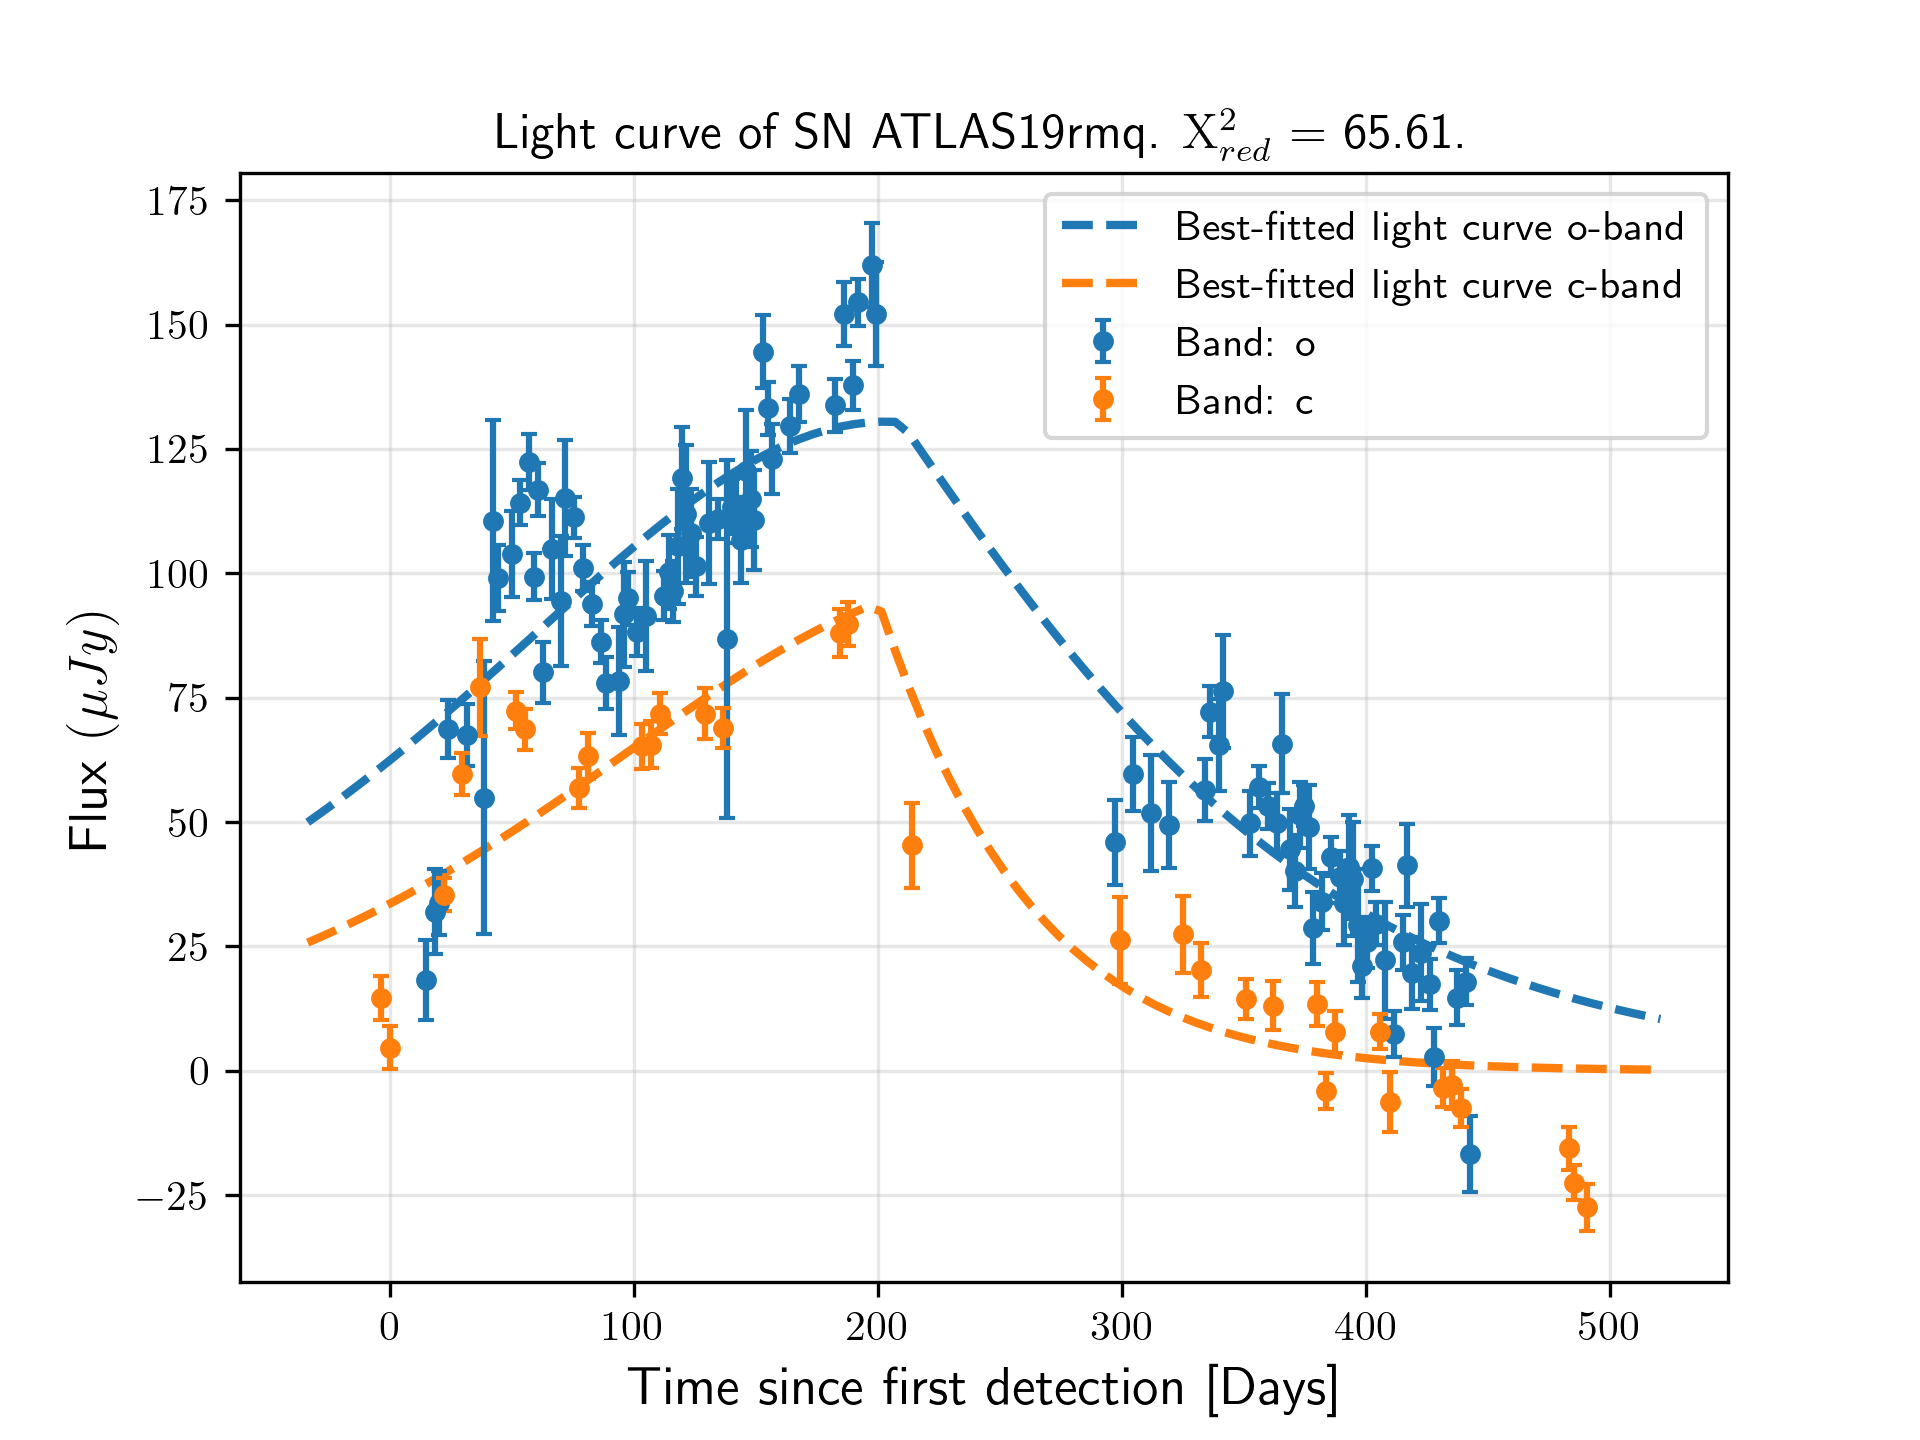 Light curve of SN ATLAS19rmq. X²red = 65.61.
Best-fitted light curve o-band
Best-fitted light curve c-band
Band: o
Band: c
175
150
125
100
75
50
25
0
−25
Flux (μJy)
0 100 200 300 400 500
Time since first detection [Days]